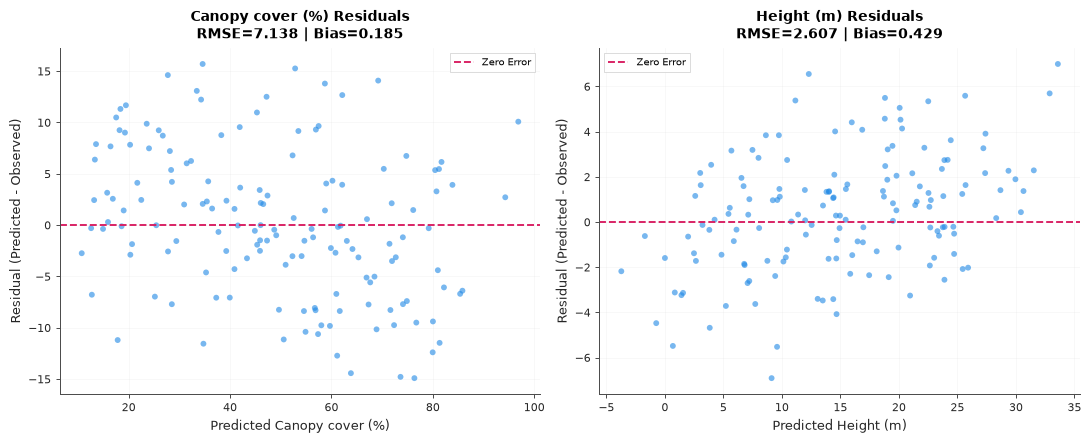 Canopy cover (%) Residuals
RMSE=7.138 | Bias=0.185
Zero Error
15
10
5
0
−5
−10
−15
Residual (Predicted - Observed)
20
40
60
80
100
Predicted Canopy cover (%)
Height (m) Residuals
RMSE=2.607 | Bias=0.429
Zero Error
6
4
2
0
−2
−4
−6
Residual (Predicted - Observed)
−5
0
5
10
15
20
25
30
35
Predicted Height (m)